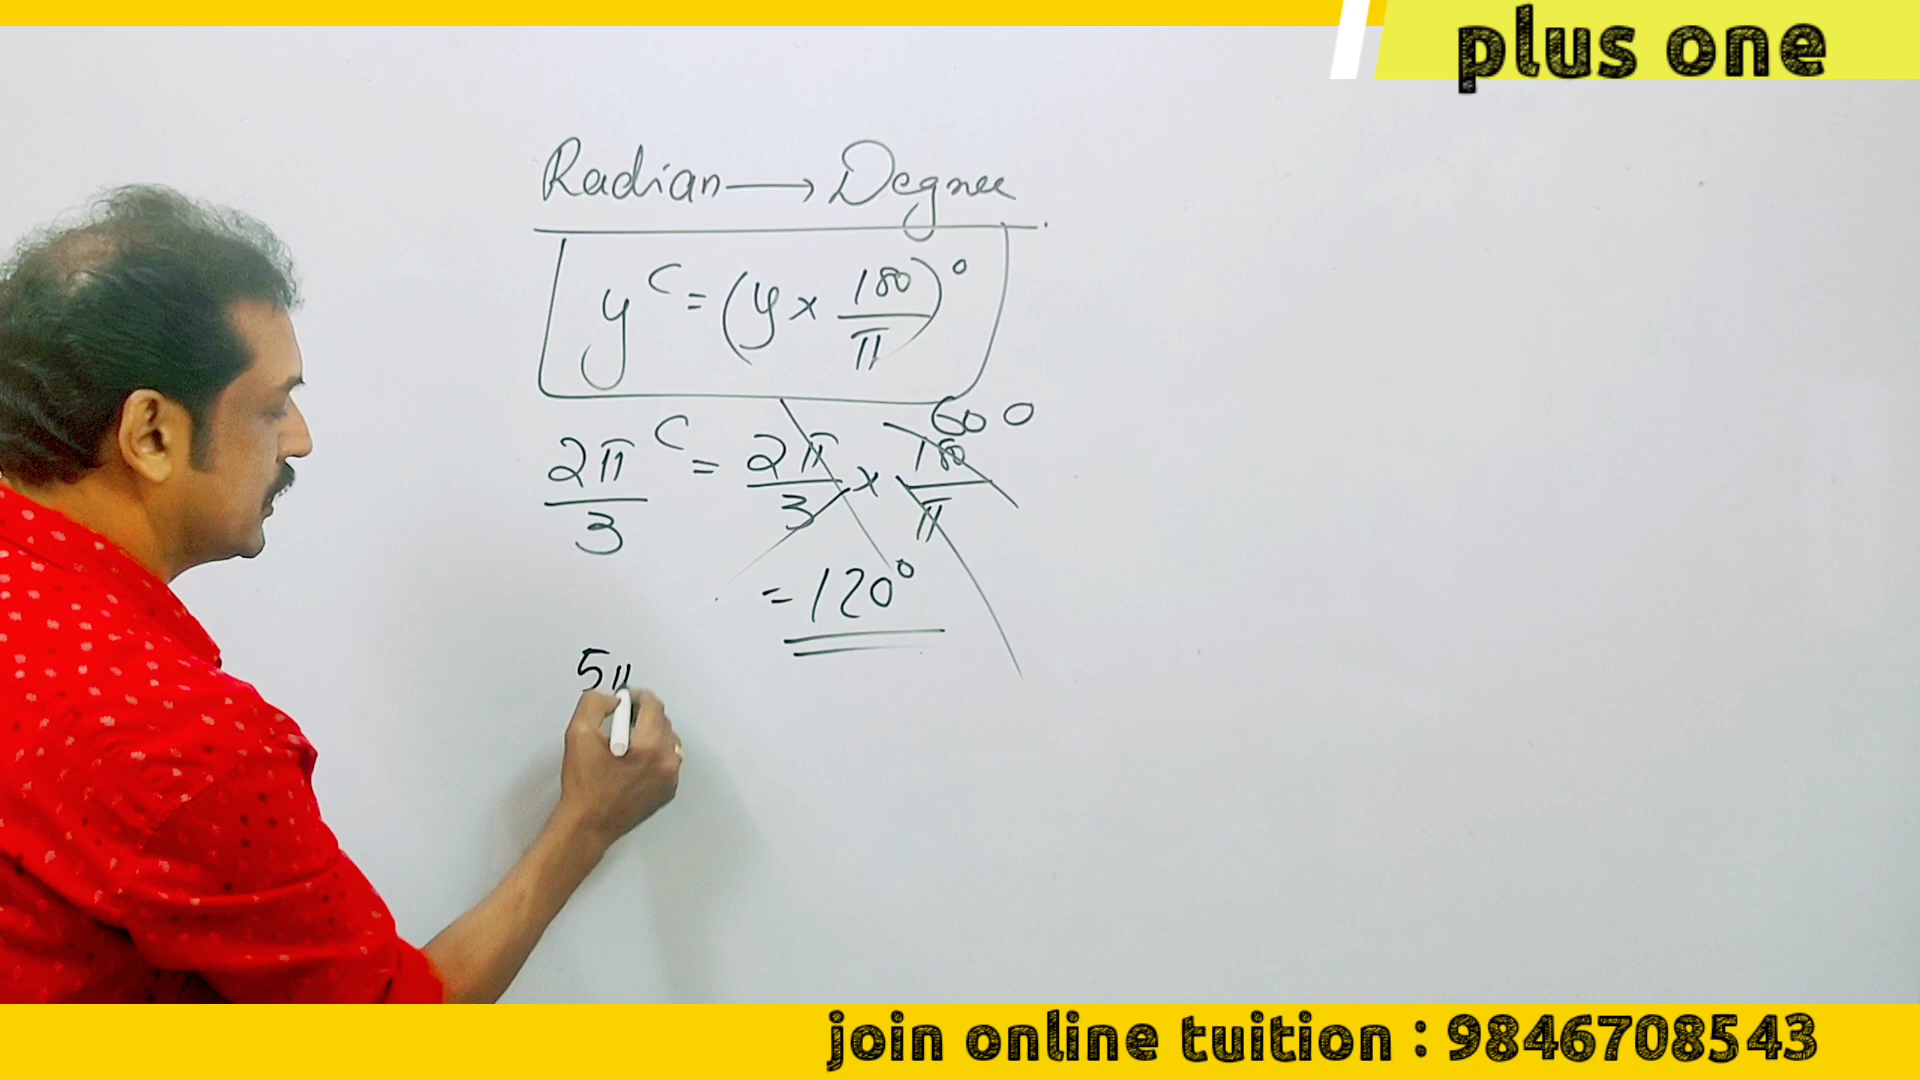 plus one
Radian → Degree
y^c = (y × 180/π)°
2π/3 ^c = 2π/3 × 180/π 60°
= 120°
5π
join online tuition : 9846708543